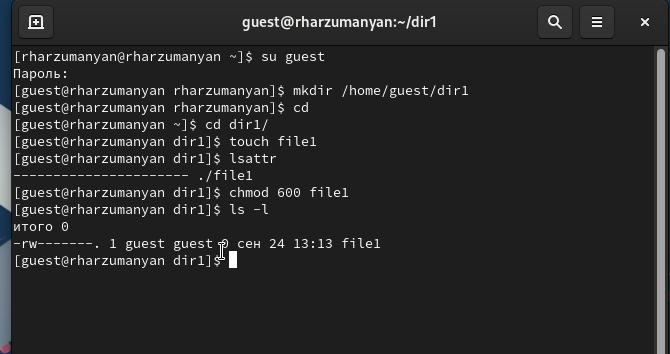 guest@rharzumanyan:~/dir1
[rharzumanyan@rharzumanyan ~]$ su guest
Пароль:
[guest@rharzumanyan rharzumanyan]$ mkdir /home/guest/dir1
[guest@rharzumanyan rharzumanyan]$ cd
[guest@rharzumanyan ~]$ cd dir1/
[guest@rharzumanyan dir1]$ touch file1
[guest@rharzumanyan dir1]$ lsattr
---------------------- ./file1
[guest@rharzumanyan dir1]$ chmod 600 file1
[guest@rharzumanyan dir1]$ ls -l
итого 0
-rw-------. 1 guest guest 0 сен 24 13:13 file1
[guest@rharzumanyan dir1]$